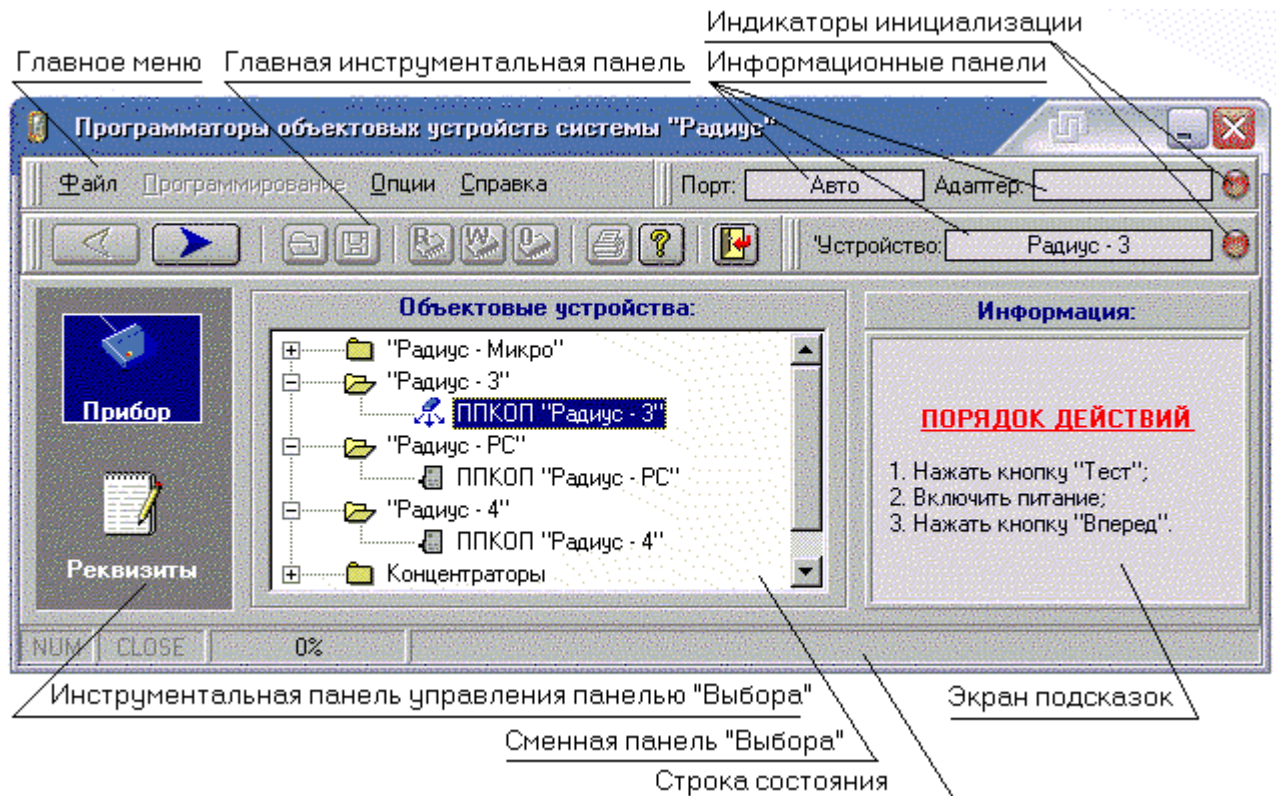 Индикаторы инициализации
Главное меню Главная инструментальная панель Информационные панели
Программаторы объектовых устройств системы "Радиус"
Файл Программирование Опции Справка Порт: Авто Адаптер:
R W O ? Устройство: Радиус - 3
Объектовые устройства: Информация:
"Радиус - Микро"
"Радиус - 3"
Прибор ППКОП "Радиус - 3" ПОРЯДОК ДЕЙСТВИЙ
"Радиус - РС"
ППКОП "Радиус - РС" 1. Нажать кнопку "Тест";
"Радиус - 4" 2. Включить питание;
ППКОП "Радиус - 4" 3. Нажать кнопку "Вперед".
Реквизиты Концентраторы
NUM CLOSE 0%
Инструментальная панель управления панелью "Выбора" Экран подсказок
Сменная панель "Выбора"
Строка состояния